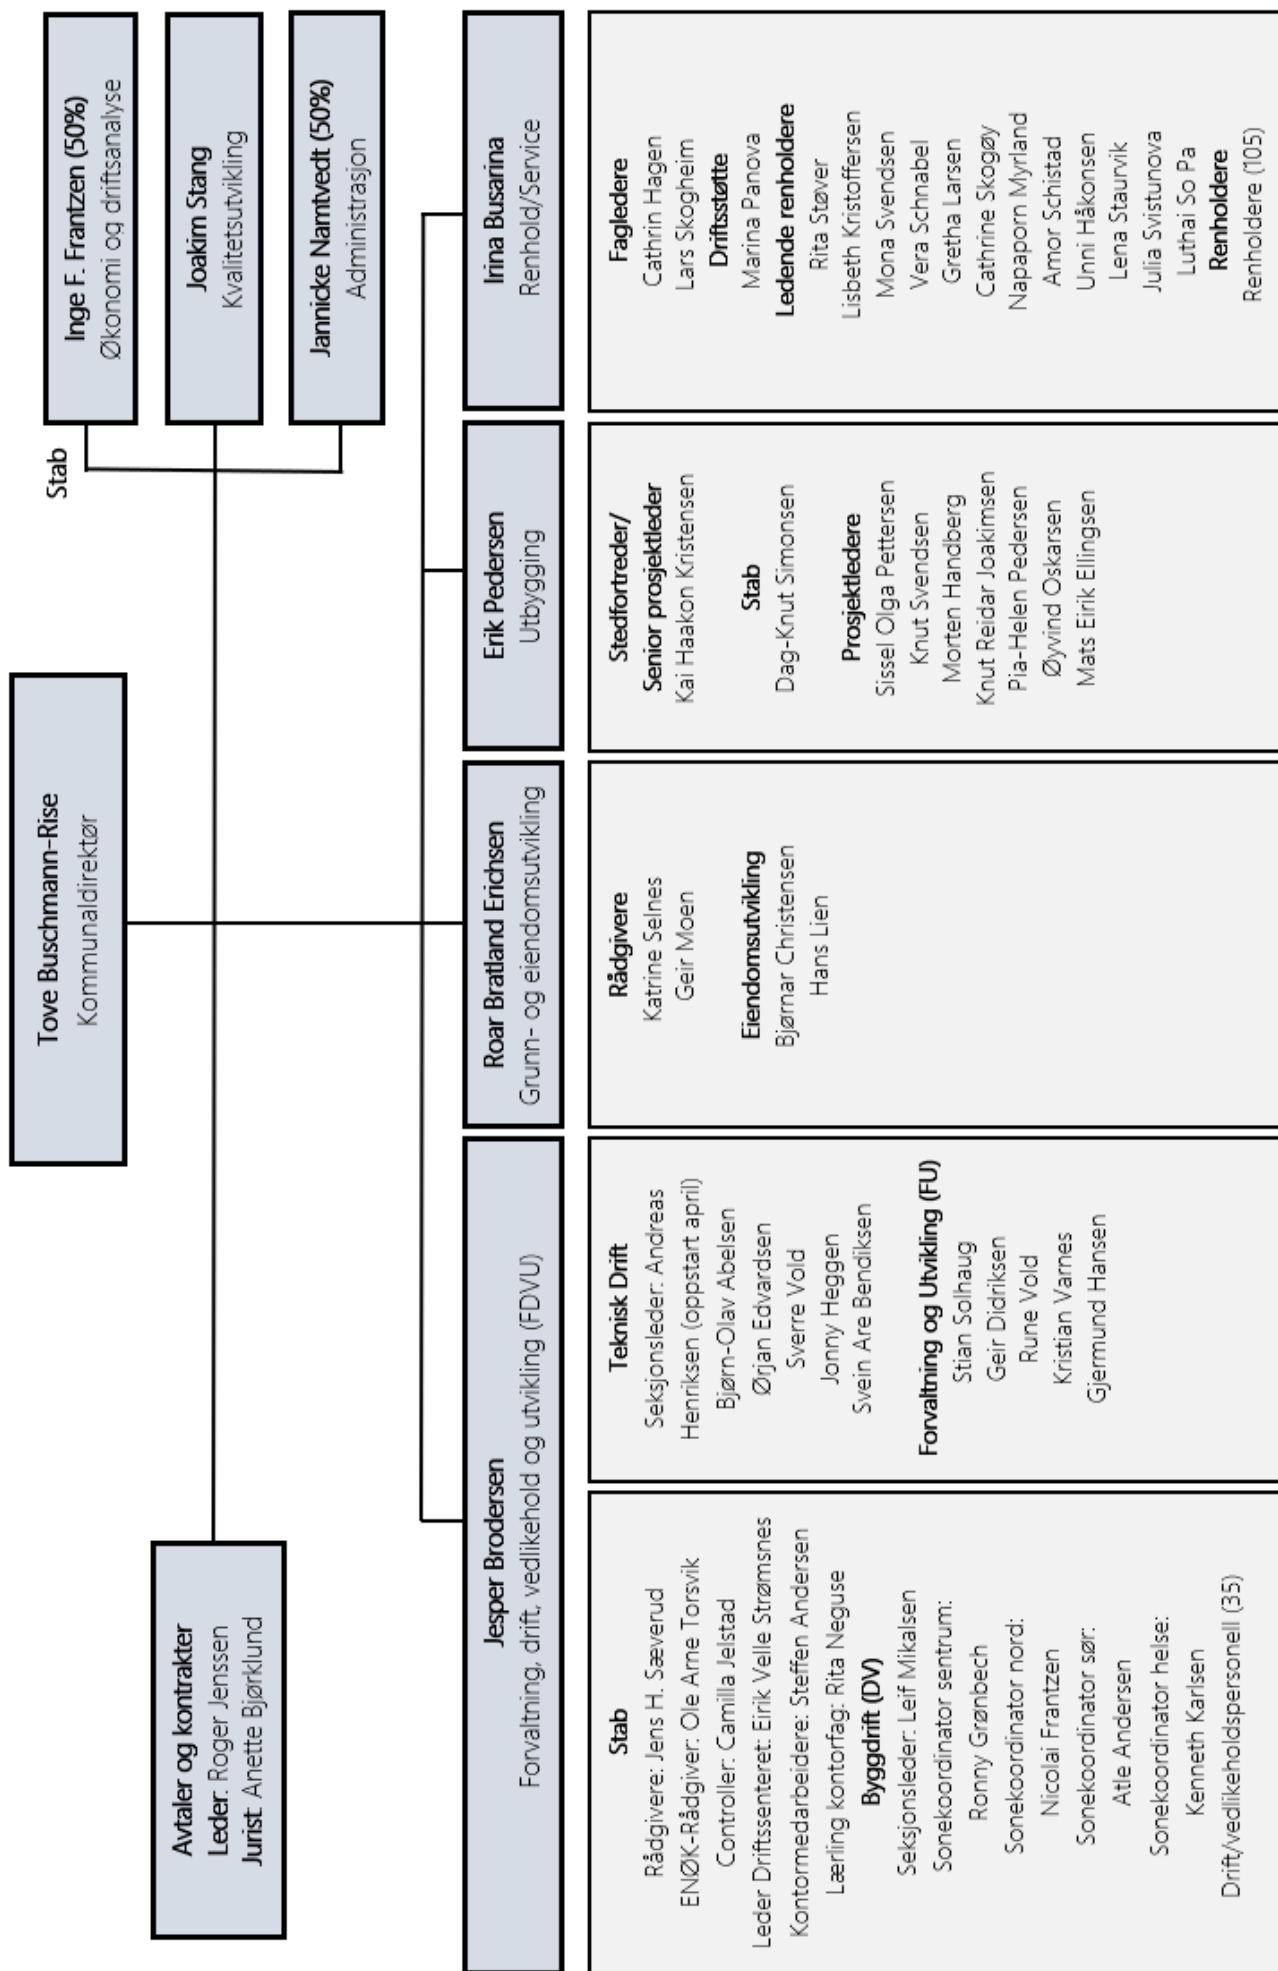 Tove Buschmann-Rise
Kommunaldirektør
Avtaler og kontrakter
Leder: Roger Jenssen
Jurist: Anette Bjørklund
Stab
Inge F. Frantzen (50%)
Økonomi og driftsanalyse
Joakim Stang
Kvalitetsutvikling
Jannicke Namtvedt (50%)
Administrasjon
Jesper Brodersen
Forvaltning, drift, vedlikehold og utvikling (FDVU)
Roar Bratland Erichsen
Grunn- og eiendomsutvikling
Erik Pedersen
Utbygging
Irina Busarina
Renhold/Service
Stab
Rådgivere: Jens H. Sæverud
ENØK-Rådgiver: Ole Arne Torsvik
Controller: Camilla Jelstad
Leder Driftssenteret: Eirik Velle Strømsnes
Kontormedarbeidere: Steffen Andersen
Lærling kontorfag: Rita Neguse
Byggdrift (DV)
Seksjonsleder: Leif Mikalsen
Sonekoordinator sentrum:
Ronny Grønbech
Sonekoordinator nord:
Nicolai Frantzen
Sonekoordinator sør:
Atle Andersen
Sonekoordinator helse:
Kenneth Karlsen
Drift/vedlikeholdspersonell (35)
Teknisk Drift
Seksjonsleder: Andreas
Henriksen (oppstart april)
Bjørn-Olav Abelsen
Ørjan Edvardsen
Sverre Vold
Jonny Heggen
Svein Are Bendiksen
Forvaltning og Utvikling (FU)
Stian Solhaug
Geir Didriksen
Rune Vold
Kristian Varnes
Gjermund Hansen
Rådgivere
Katrine Selnes
Geir Moen
Eiendomsutvikling
Bjørnar Christensen
Hans Lien
Stedfortreder/
Senior prosjektleder
Kai Haakon Kristensen
Stab
Dag-Knut Simonsen
Prosjektledere
Sissel Olga Pettersen
Knut Svendsen
Morten Handberg
Knut Reidar Joakimsen
Pia-Helen Pedersen
Øyvind Oskarsen
Mats Eirik Ellingsen
Fagledere
Cathrin Hagen
Lars Skogheim
Driftsstøtte
Marina Panova
Ledende renholdere
Rita Støver
Lisbeth Kristoffersen
Mona Svendsen
Vera Schnabel
Gretha Larsen
Cathrine Skogøy
Napaporn Myrland
Amor Schistad
Unni Håkonsen
Lena Staurvik
Julia Svistunova
Luthai So Pa
Renholdere
Renholdere (105)